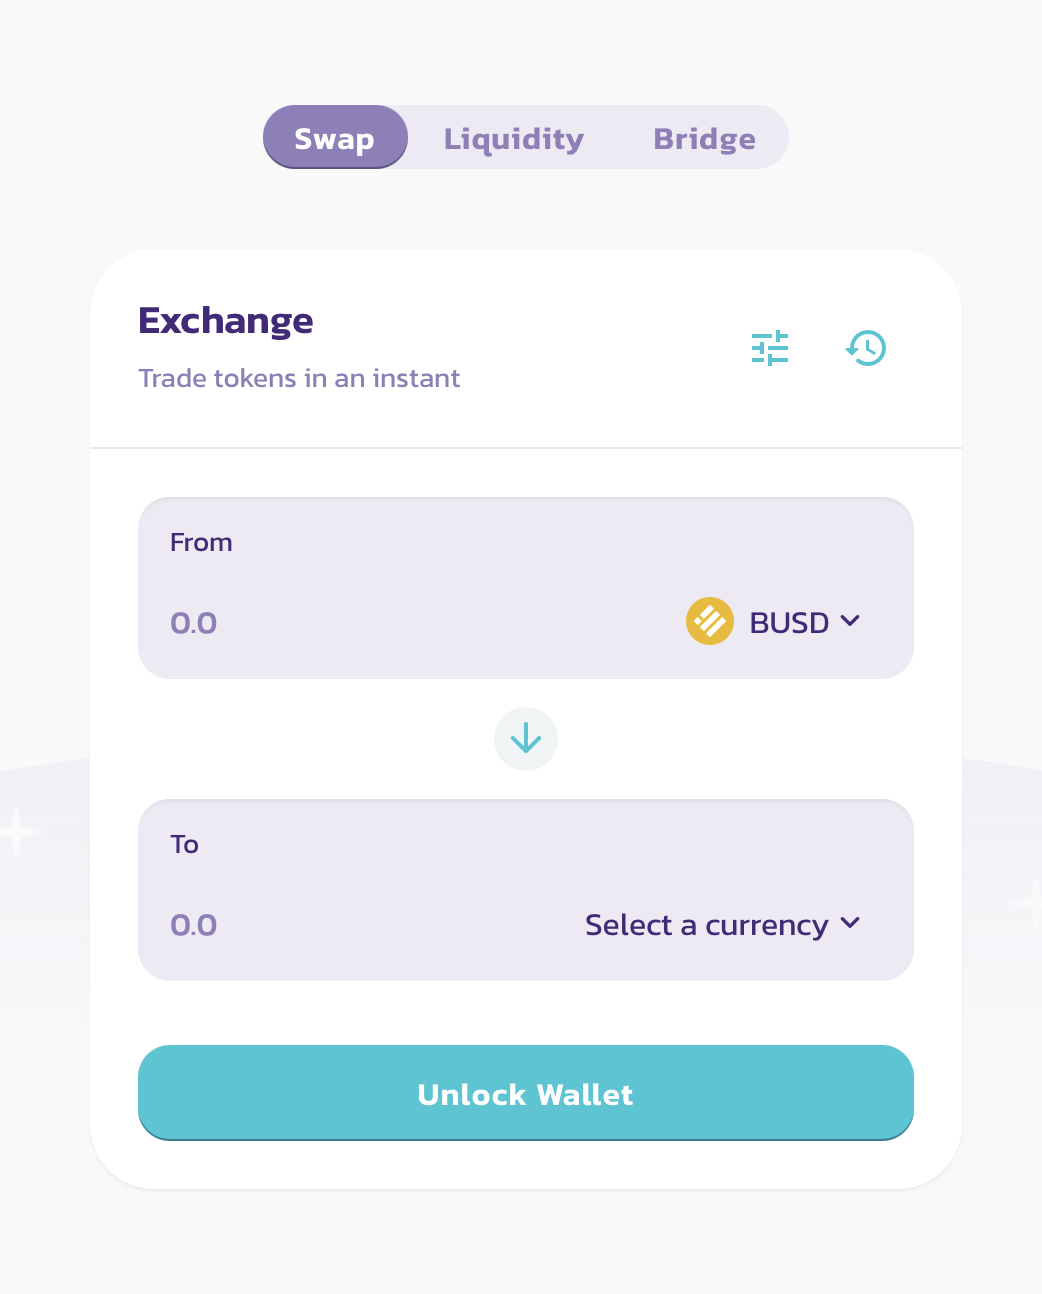 Swap Liquidity Bridge
Exchange
Trade tokens in an instant
From
0.0 BUSD
To
0.0 Select a currency
Unlock Wallet